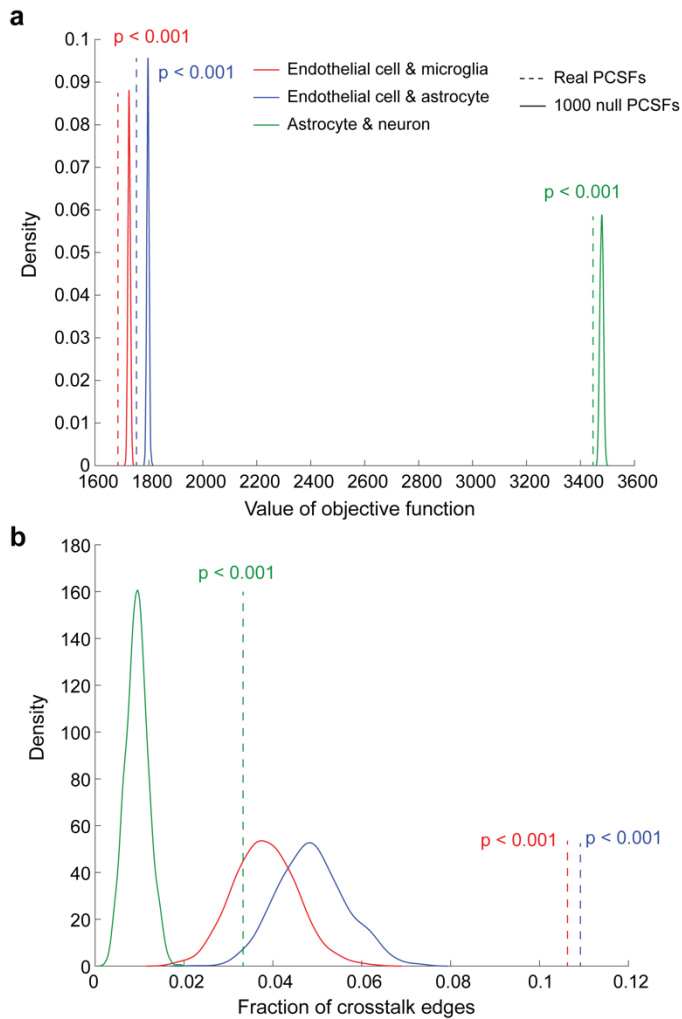 a
p < 0.001
p < 0.001
p < 0.001
Endothelial cell & microglia
Endothelial cell & astrocyte
Astrocyte & neuron
Real PCSFs
1000 null PCSFs
Density
0.1
0.09
0.08
0.07
0.06
0.05
0.04
0.03
0.02
0.01
0
1600 1800 2000 2200 2400 2600 2800 3000 3200 3400 3600
Value of objective function
b
p < 0.001
p < 0.001
p < 0.001
Density
180
160
140
120
100
80
60
40
20
0
0 0.02 0.04 0.06 0.08 0.1 0.12
Fraction of crosstalk edges